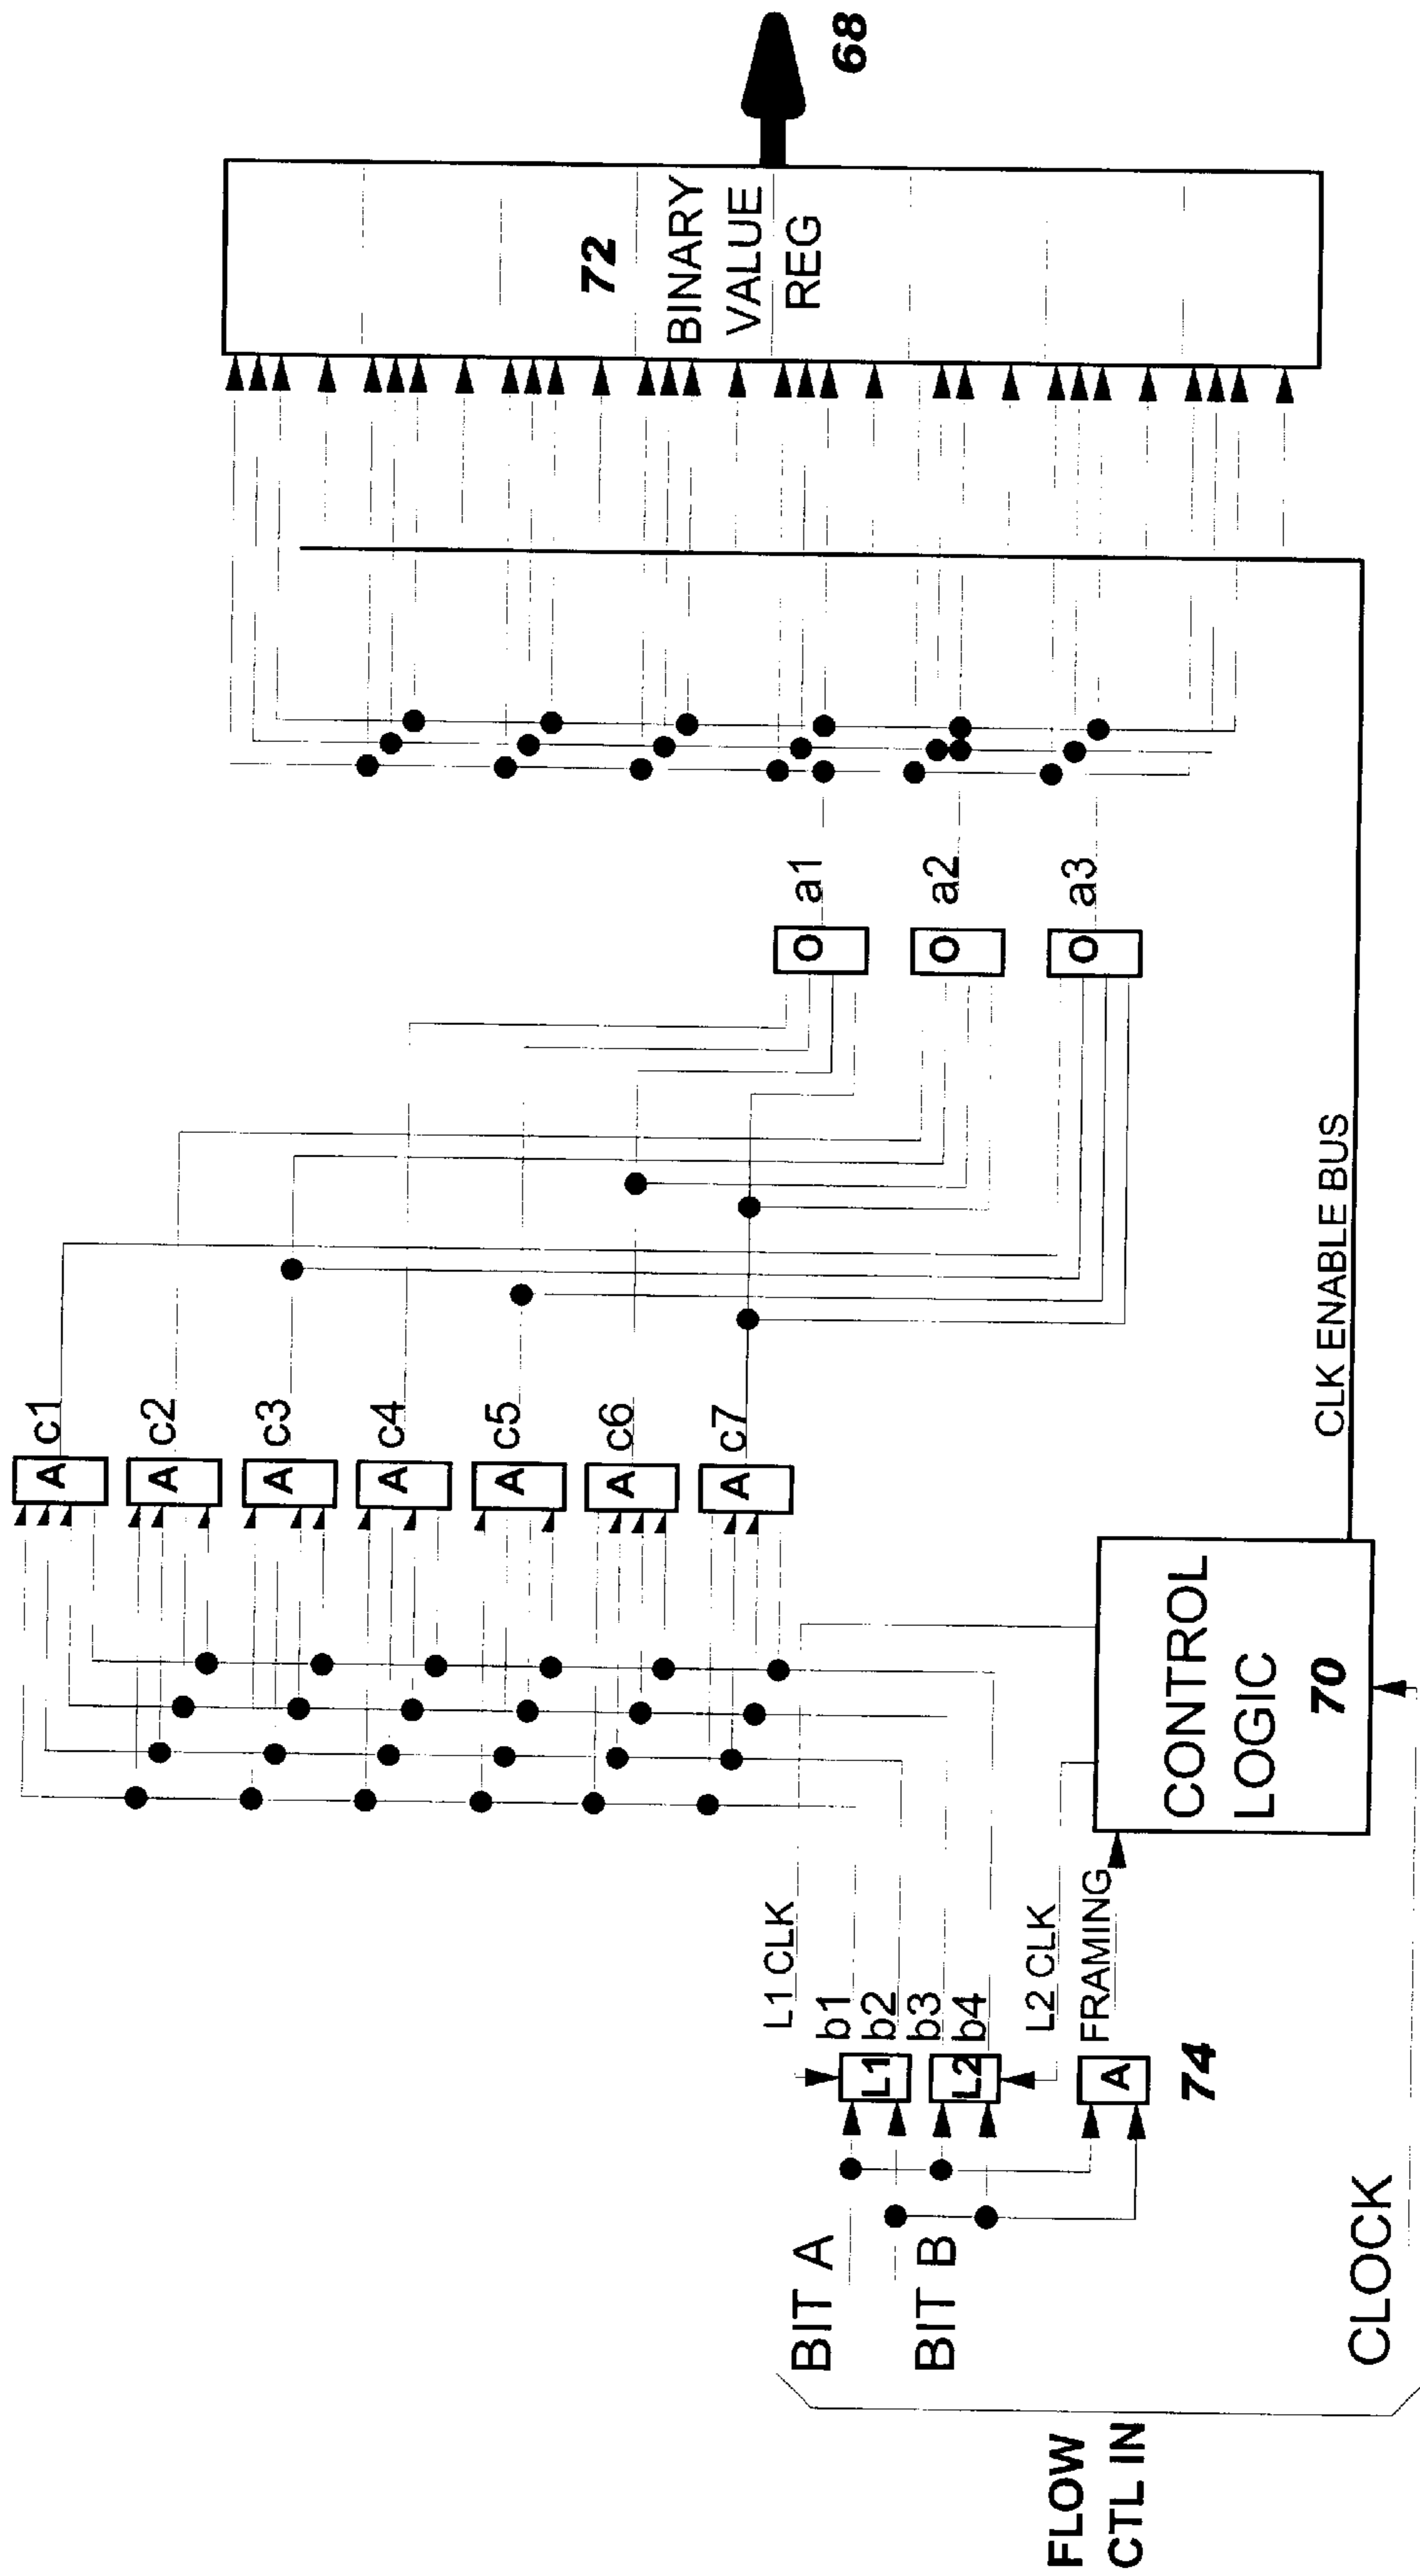 FLOW
CTL IN
BIT A
BIT B
CLOCK
L1
L2
A
74
L1 CLK
b1
b2
b3
b4
L2 CLK
FRAMING
CONTROL
LOGIC
70
A
A
A
A
A
A
A
c1
c2
c3
c4
c5
c6
c7
CLK ENABLE BUS
O
O
O
a1
a2
a3
72
BINARY
VALUE
REG
68